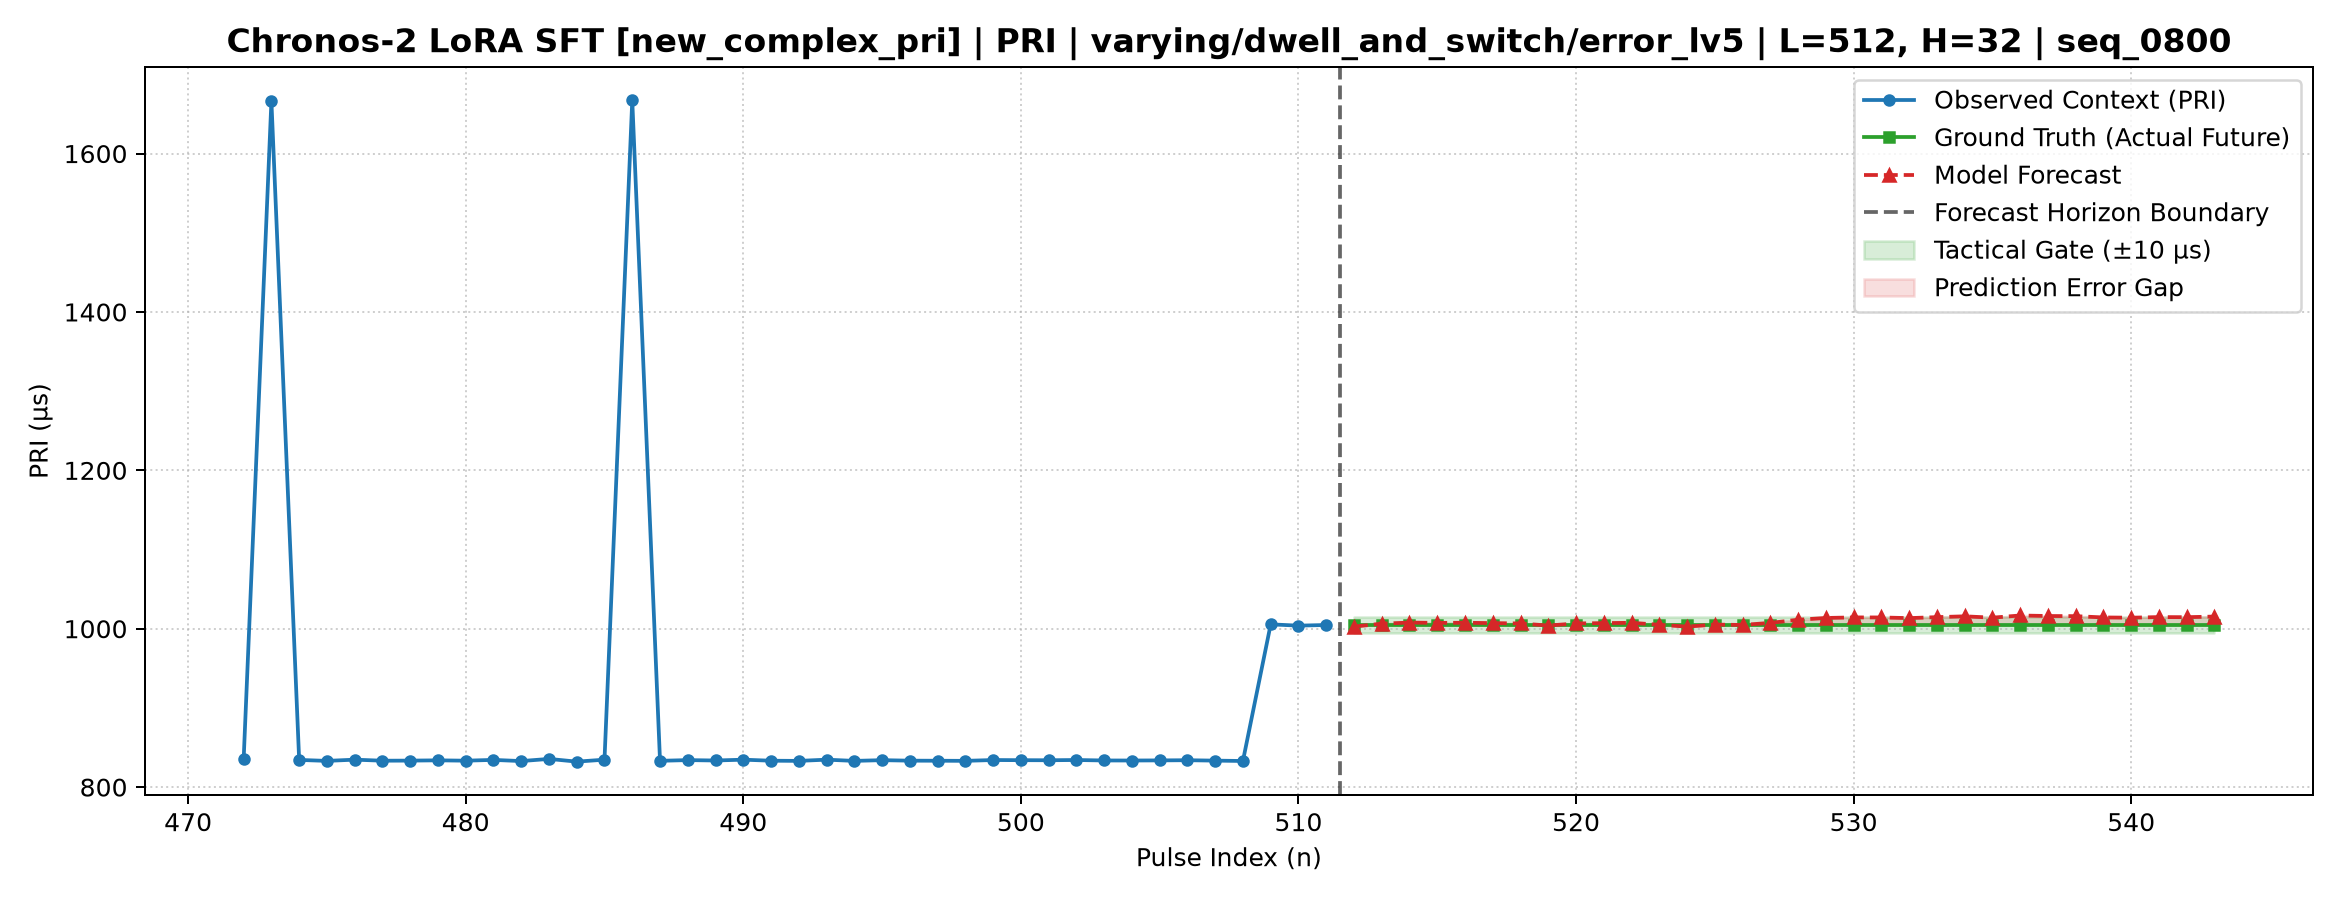 Chronos-2 LoRA SFT [new_complex_pri] | PRI | varying/dwell_and_switch/error_lv5 | L=512, H=32 | seq_0800
Observed Context (PRI)
Ground Truth (Actual Future)
Model Forecast
Forecast Horizon Boundary
Tactical Gate (±10 µs)
Prediction Error Gap
PRI (µs)
1600
1400
1200
1000
800
470 480 490 500 510 520 530 540
Pulse Index (n)